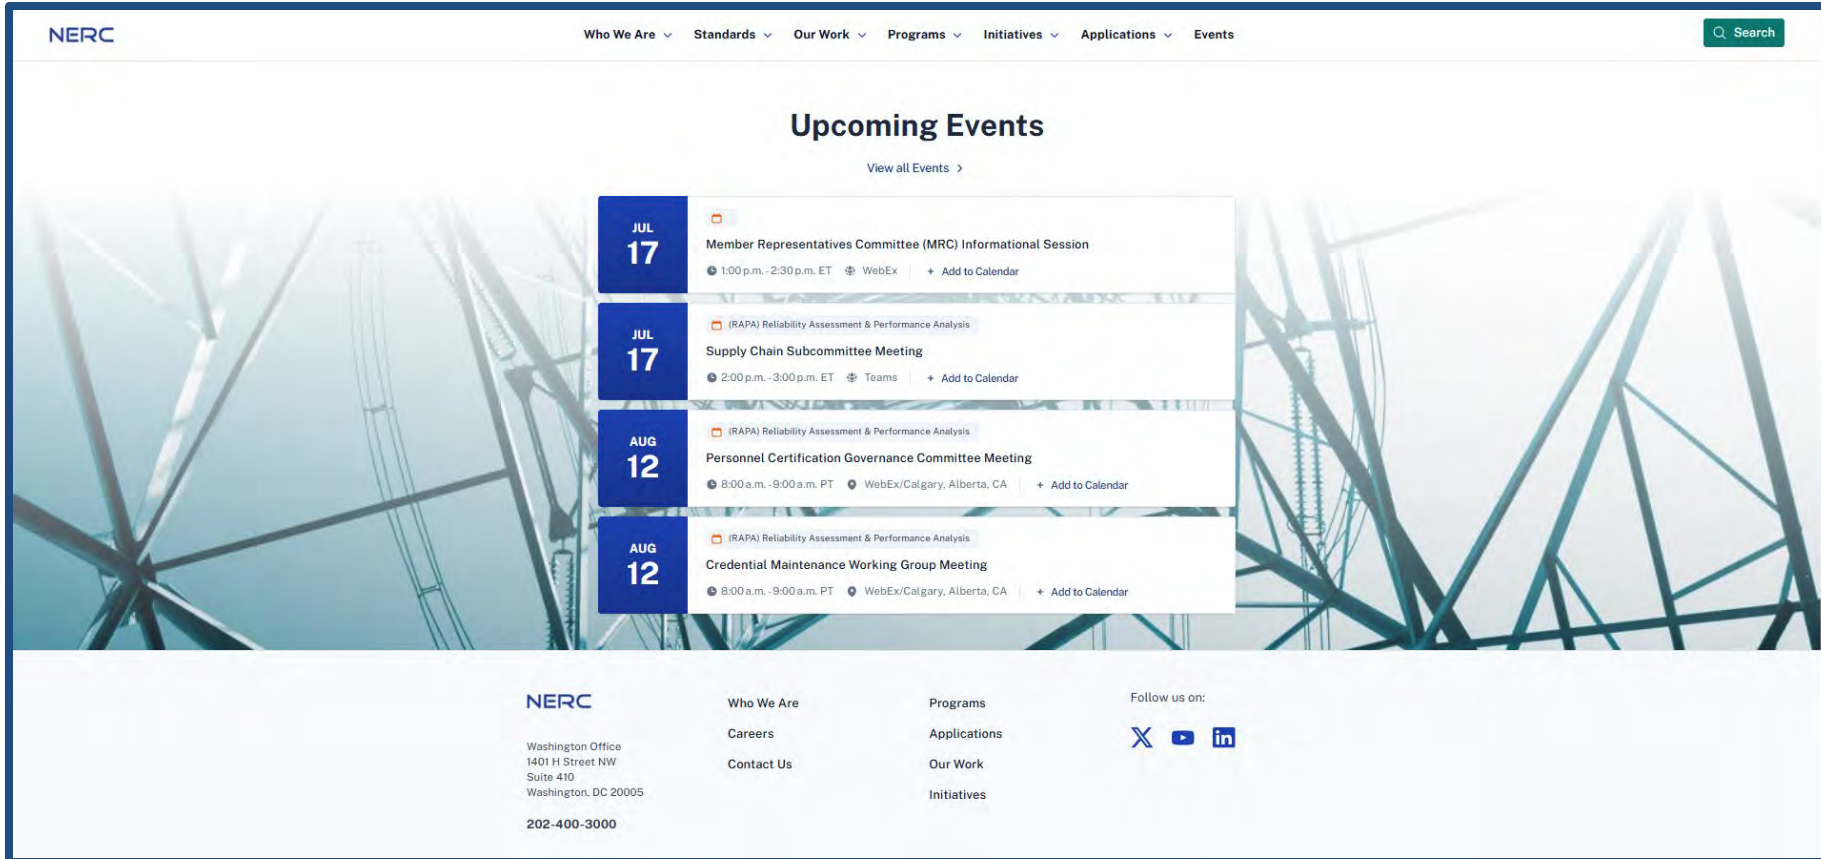 NERC
Who We Are Standards Our Work Programs Initiatives Applications Events
Search
Upcoming Events
View all Events
JUL
17
Member Representatives Committee (MRC) Informational Session
1:00 p.m. - 2:30 p.m. ET WebEx + Add to Calendar
JUL
17
(RAPA) Reliability Assessment & Performance Analysis
Supply Chain Subcommittee Meeting
2:00 p.m. - 3:00 p.m. ET Teams + Add to Calendar
AUG
12
(RAPA) Reliability Assessment & Performance Analysis
Personnel Certification Governance Committee Meeting
8:00 a.m. - 9:00 a.m. PT WebEx/Calgary, Alberta, CA + Add to Calendar
AUG
12
(RAPA) Reliability Assessment & Performance Analysis
Credential Maintenance Working Group Meeting
8:00 a.m. - 9:00 a.m. PT WebEx/Calgary, Alberta, CA + Add to Calendar
NERC
Washington Office
1401 H Street NW
Suite 410
Washington, DC 20005
202-400-3000
Who We Are
Careers
Contact Us
Programs
Applications
Our Work
Initiatives
Follow us on: